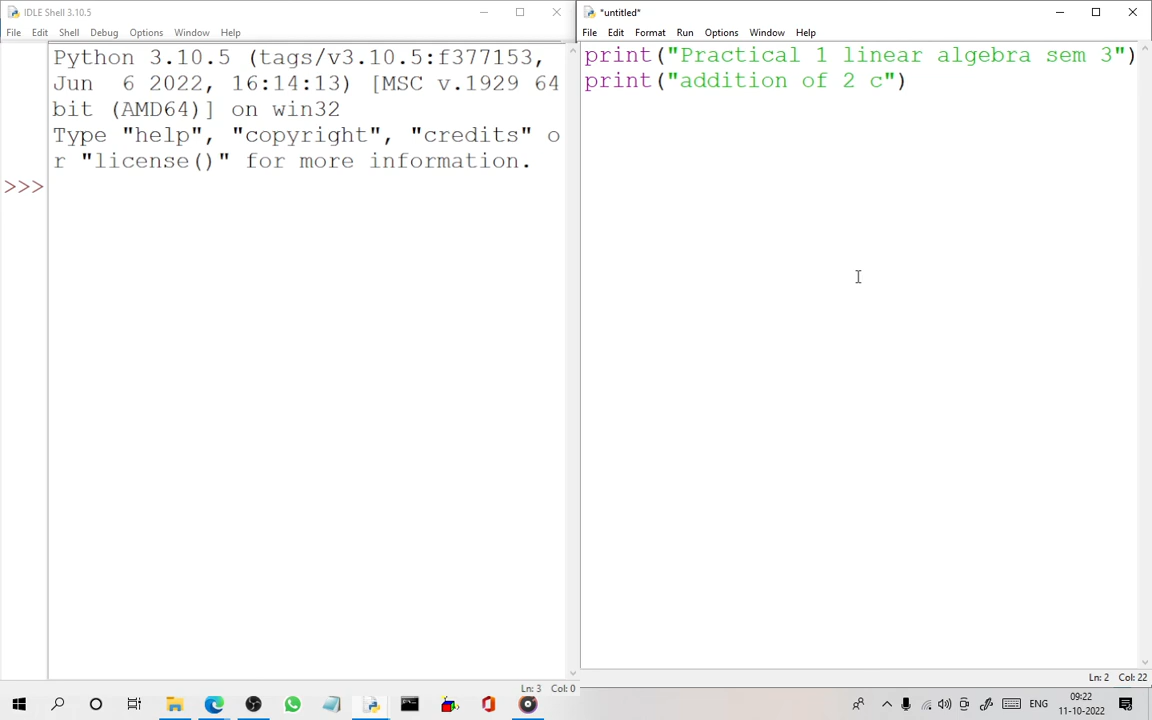 IDLE Shell 3.10.5
File Edit Shell Debug Options Window Help
Python 3.10.5 (tags/v3.10.5:f377153,
Jun  6 2022, 16:14:13) [MSC v.1929 64
bit (AMD64)] on win32
Type "help", "copyright", "credits" o
r "license()" for more information.
>>>
Ln: 3 Col: 0
*untitled*
File Edit Format Run Options Window Help
print("Practical 1 linear algebra sem 3")
print("addition of 2 c")
Ln: 2 Col: 22
ENG
09:22
11-10-2022